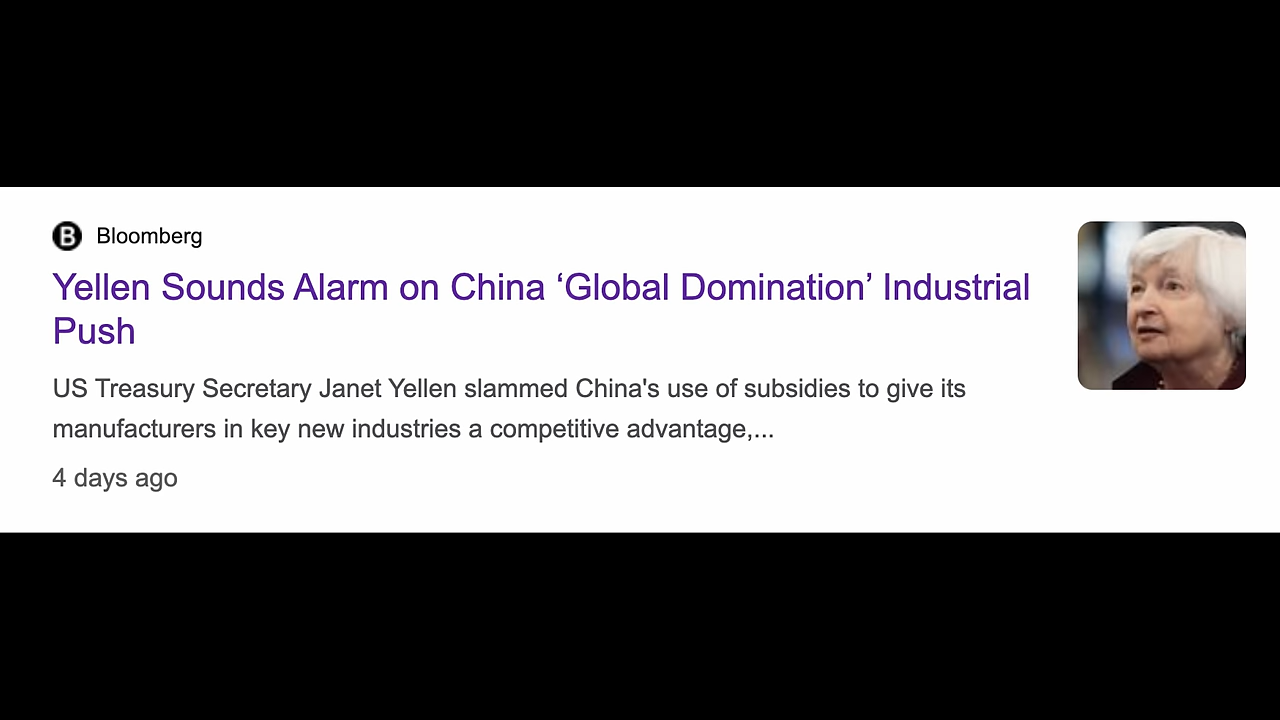 Bloomberg
Yellen Sounds Alarm on China ‘Global Domination’ Industrial
Push
US Treasury Secretary Janet Yellen slammed China's use of subsidies to give its
manufacturers in key new industries a competitive advantage,...
4 days ago